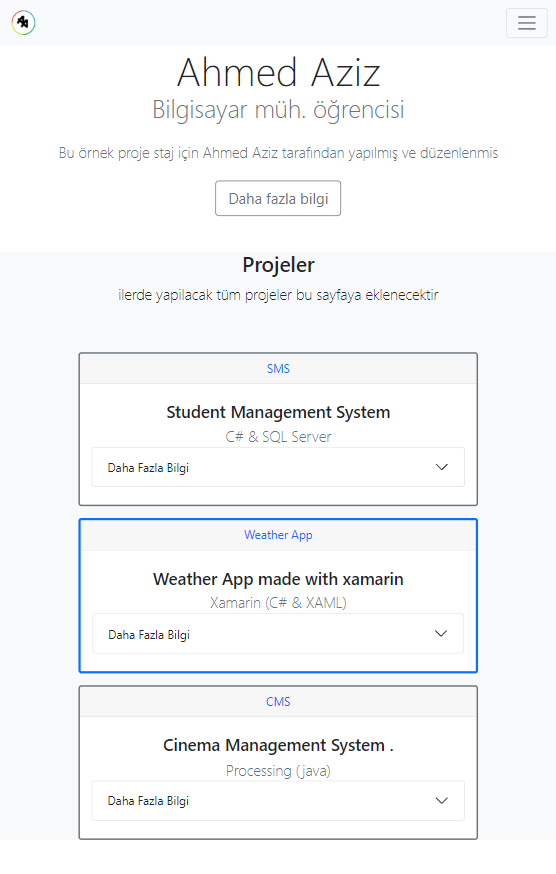 Ahmed Aziz
Bilgisayar müh. öğrencisi
Bu örnek proje staj için Ahmed Aziz tarafından yapılmış ve düzenlenmis
Daha fazla bilgi
Projeler
ilerde yapilacak tüm projeler bu sayfaya eklenecektir
SMS
Student Management System
C# & SQL Server
Daha Fazla Bilgi
Weather App
Weather App made with xamarin
Xamarin (C# & XAML)
Daha Fazla Bilgi
CMS
Cinema Management System .
Processing (java)
Daha Fazla Bilgi